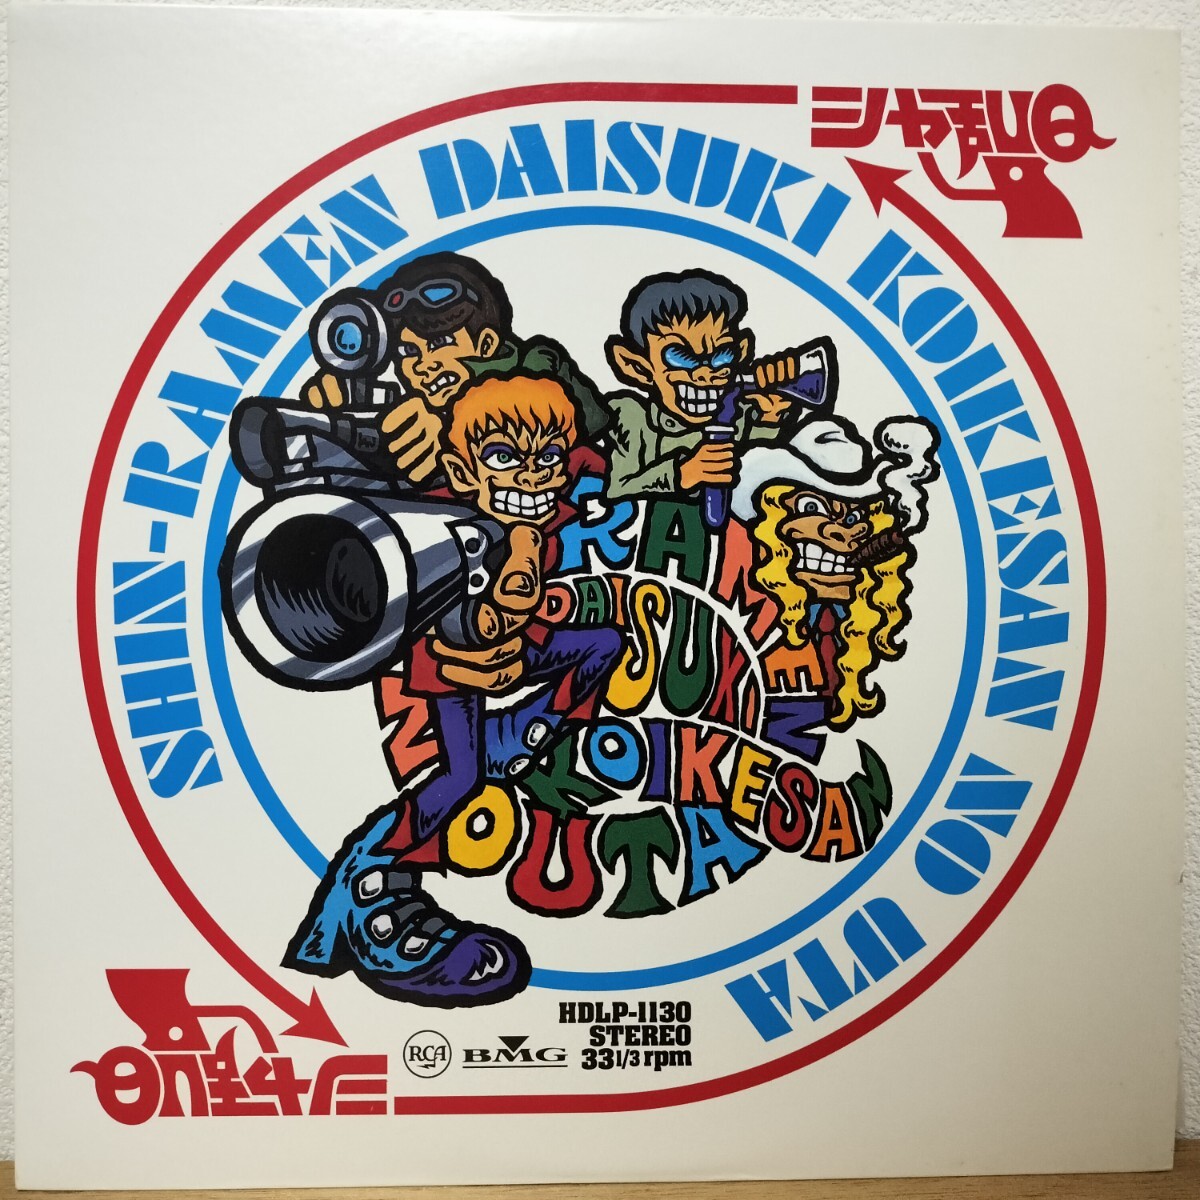 シャ乱Q
SHIN-RAMEN DAISUKI KOIKESAN NO UTA
RAMEN
DAISUKI
KOIKESAN
NO UTA
HDLP-1130
STEREO
33 1/3 rpm
RCA
BMG
シャ乱Q